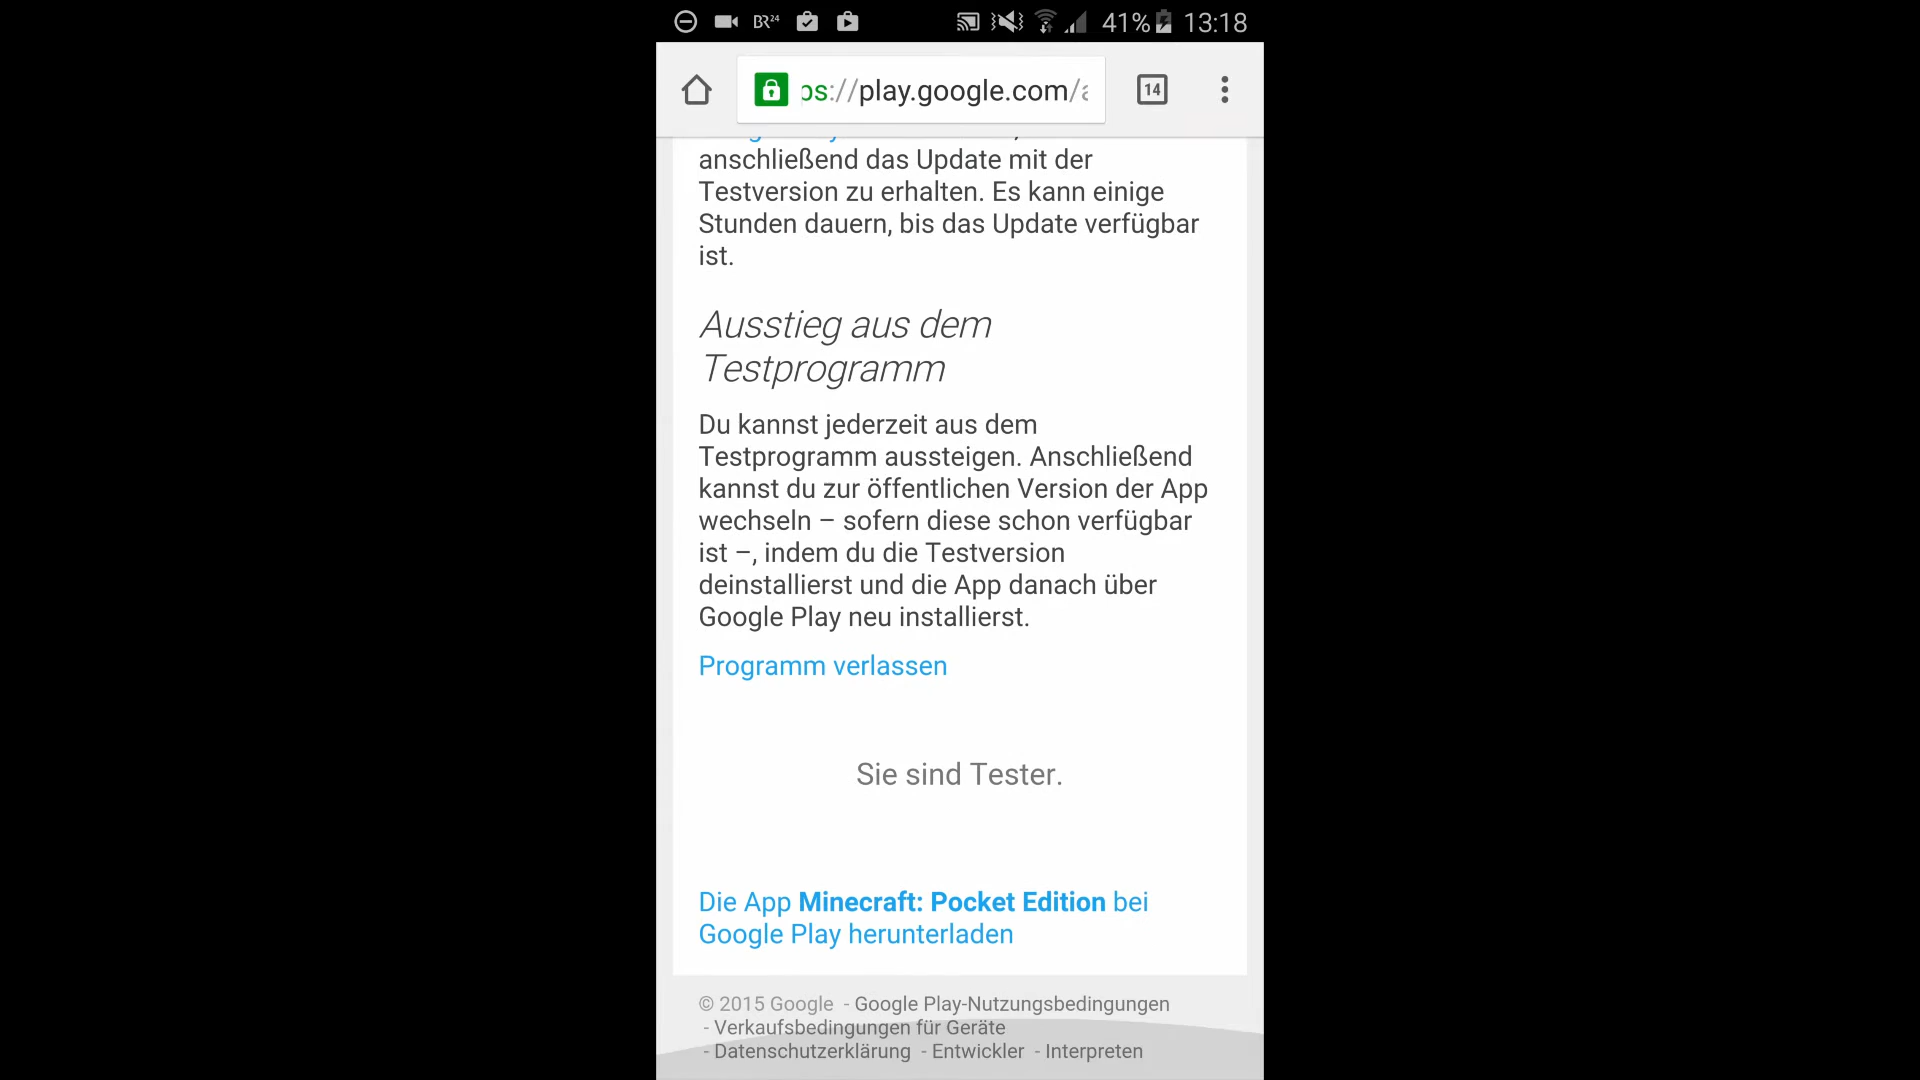 BR24 41% 13:18
ps://play.google.com/a
14
anschließend das Update mit der
Testversion zu erhalten. Es kann einige
Stunden dauern, bis das Update verfügbar
ist.
Ausstieg aus dem
Testprogramm
Du kannst jederzeit aus dem
Testprogramm aussteigen. Anschließend
kannst du zur öffentlichen Version der App
wechseln – sofern diese schon verfügbar
ist –, indem du die Testversion
deinstallierst und die App danach über
Google Play neu installierst.
Programm verlassen
Sie sind Tester.
Die App Minecraft: Pocket Edition bei
Google Play herunterladen
© 2015 Google - Google Play-Nutzungsbedingungen
- Verkaufsbedingungen für Geräte
- Datenschutzerklärung - Entwickler - Interpreten